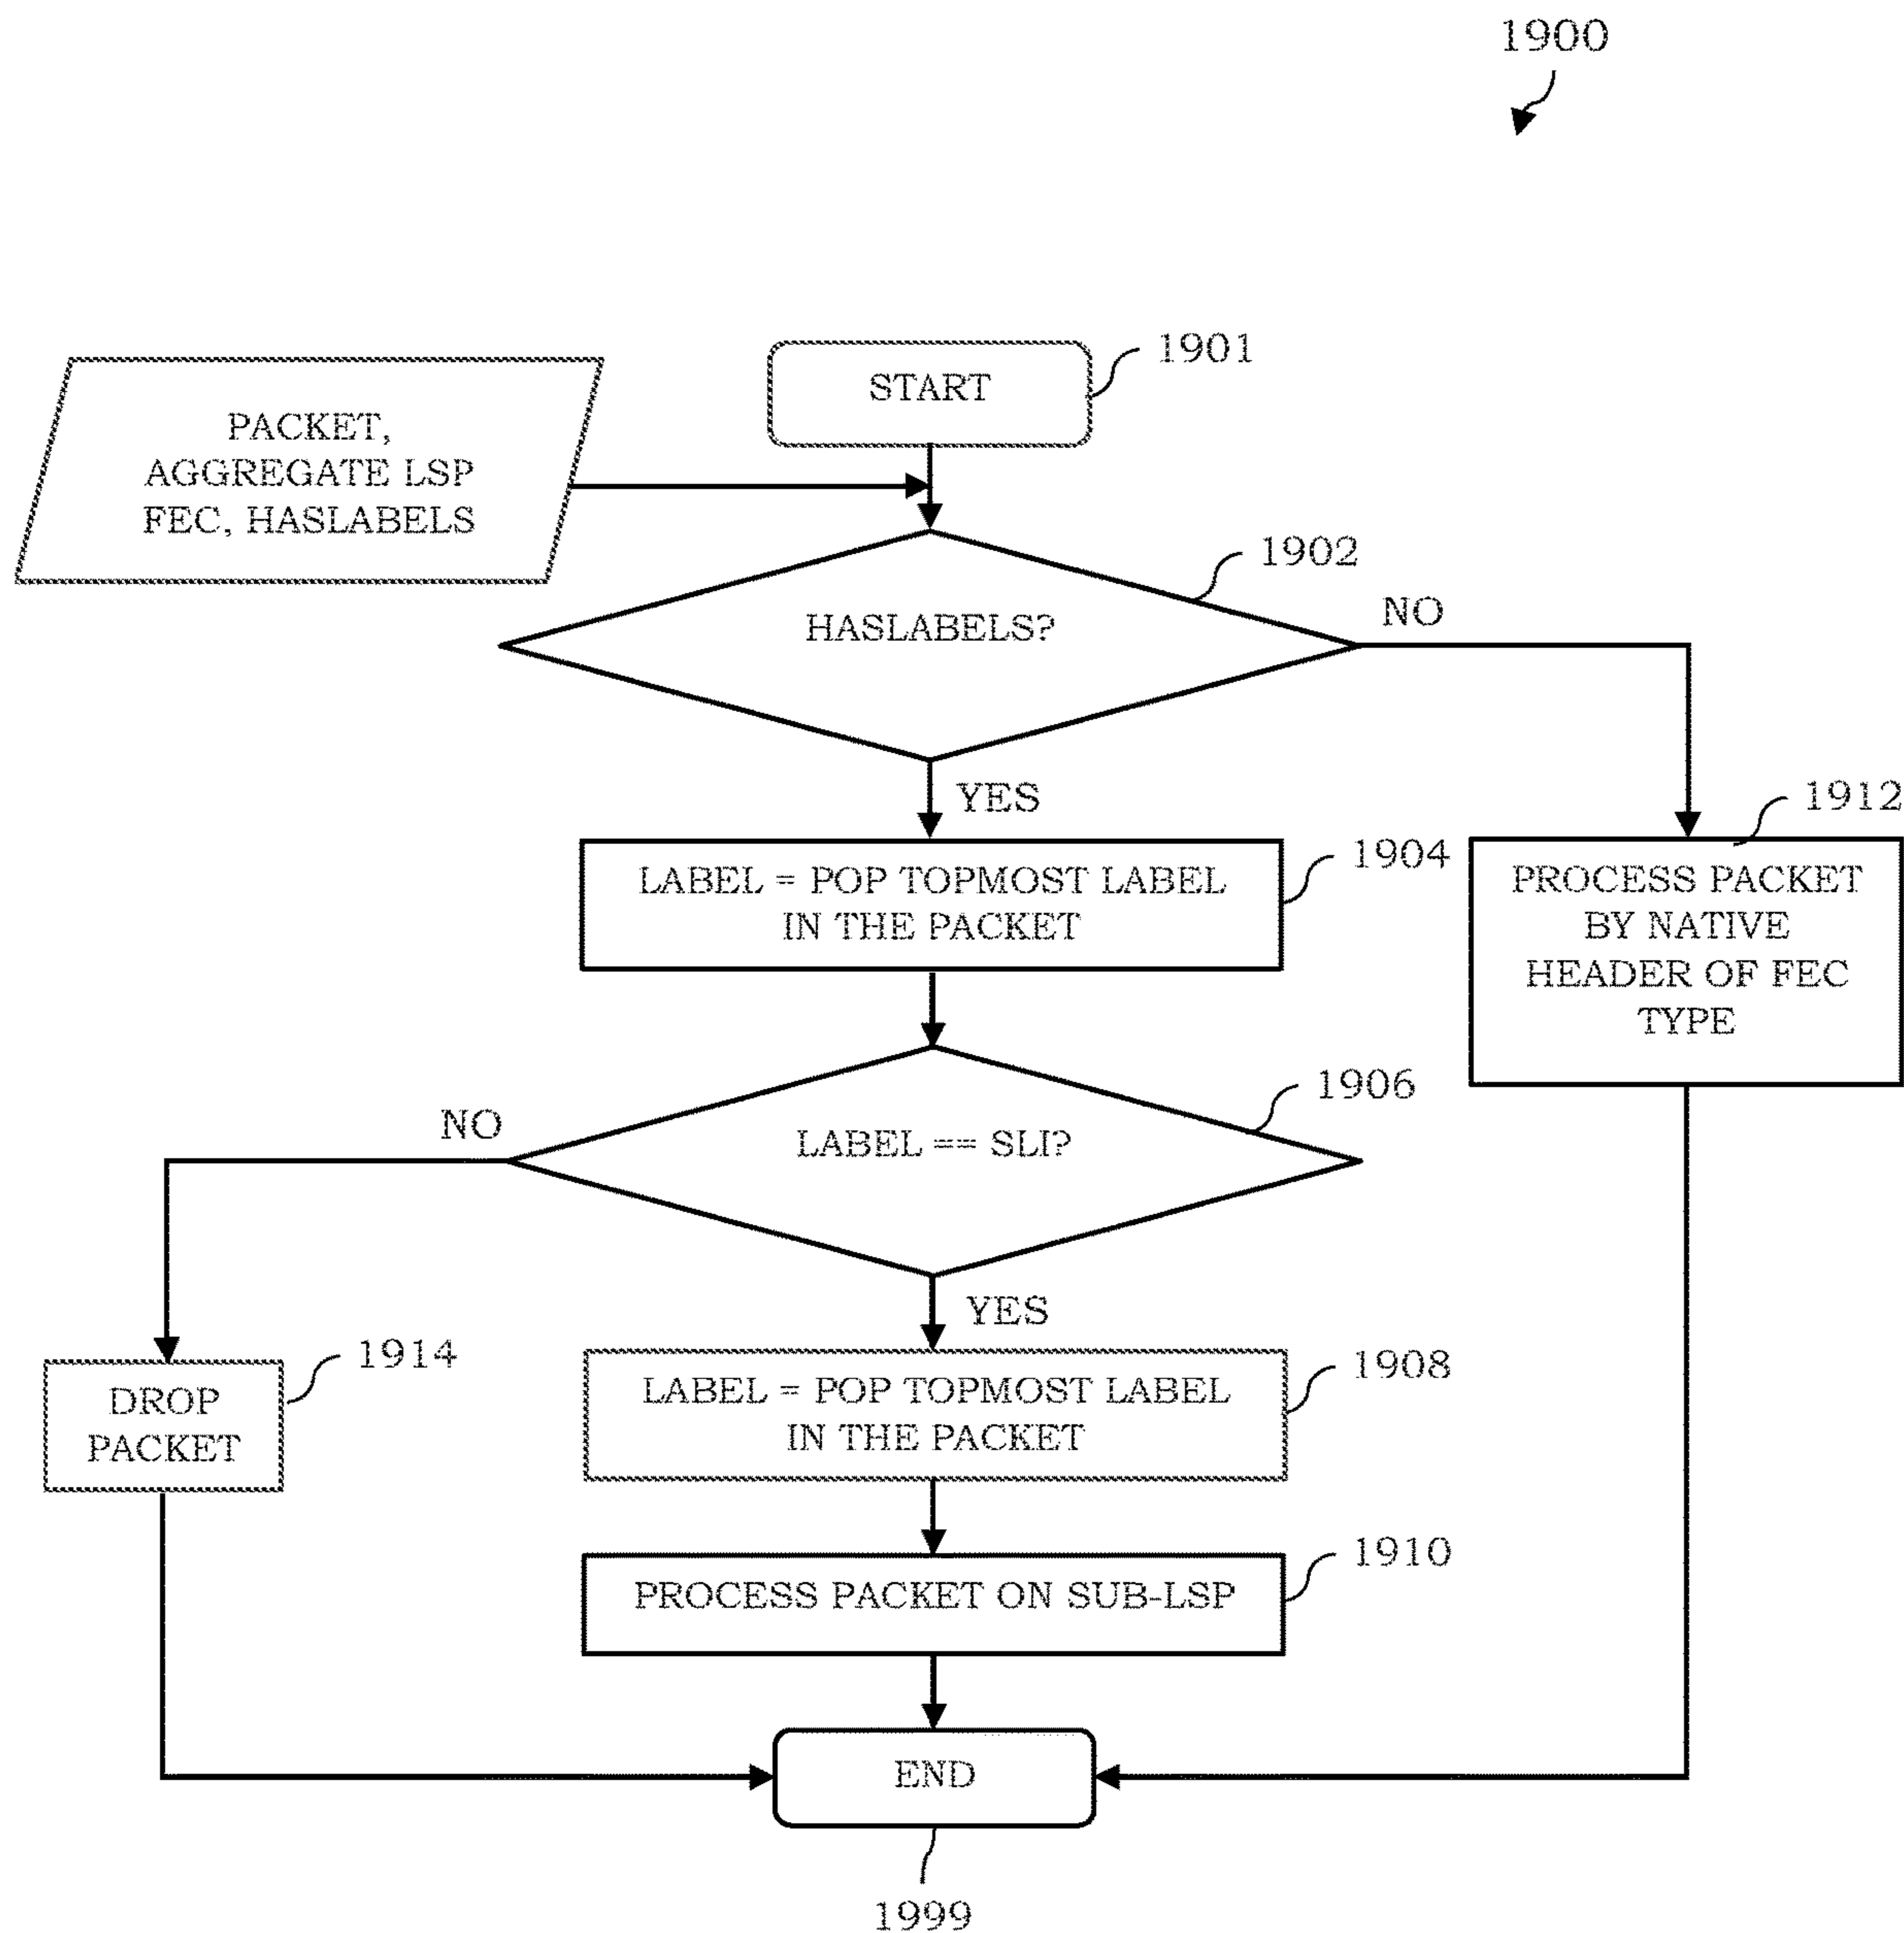 1900
START
1901
PACKET,
AGGREGATE LSP
FEC, HASLABELS
1902
HASLABELS?
NO
YES
1912
LABEL = POP TOPMOST LABEL
IN THE PACKET
1904
PROCESS PACKET
BY NATIVE
HEADER OF FEC
TYPE
1906
NO
LABEL == SLI?
YES
1914
DROP
PACKET
1908
LABEL = POP TOPMOST LABEL
IN THE PACKET
1910
PROCESS PACKET ON SUB-LSP
END
1999